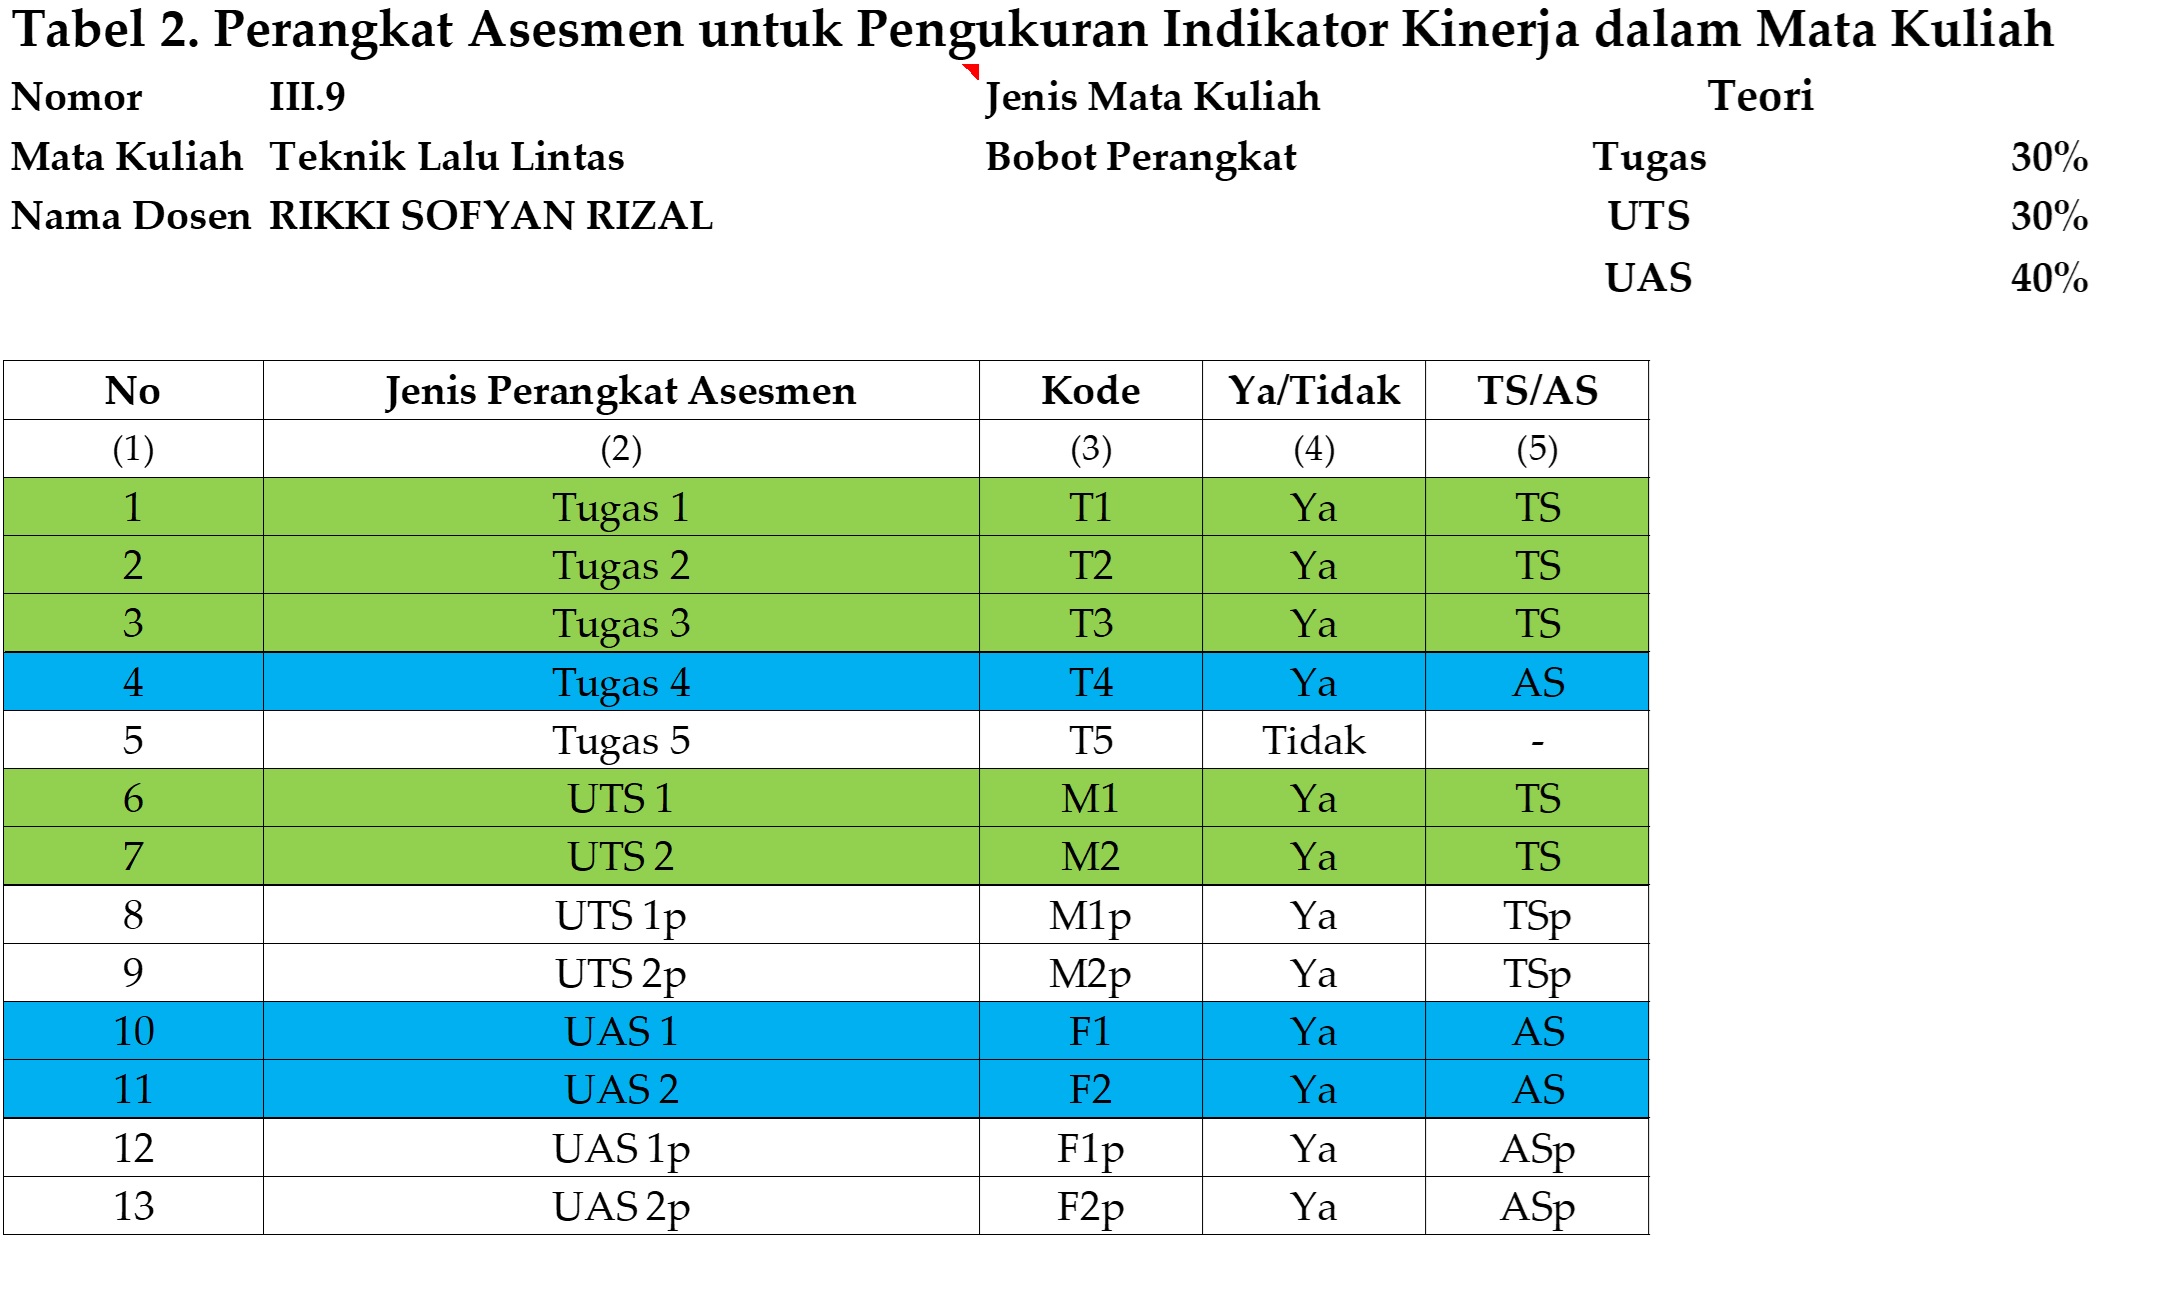 Tabel 2. Perangkat Asesmen untuk Pengukuran Indikator Kinerja dalam Mata Kuliah
Nomor III.9 Jenis Mata Kuliah Teori
Mata Kuliah Teknik Lalu Lintas Bobot Perangkat Tugas 30%
Nama Dosen RIKKI SOFYAN RIZAL UTS 30%
UAS 40%
No Jenis Perangkat Asesmen Kode Ya/Tidak TS/AS
(1) (2) (3) (4) (5)
1 Tugas 1 T1 Ya TS
2 Tugas 2 T2 Ya TS
3 Tugas 3 T3 Ya TS
4 Tugas 4 T4 Ya AS
5 Tugas 5 T5 Tidak -
6 UTS 1 M1 Ya TS
7 UTS 2 M2 Ya TS
8 UTS 1p M1p Ya TSp
9 UTS 2p M2p Ya TSp
10 UAS 1 F1 Ya AS
11 UAS 2 F2 Ya AS
12 UAS 1p F1p Ya ASp
13 UAS 2p F2p Ya ASp